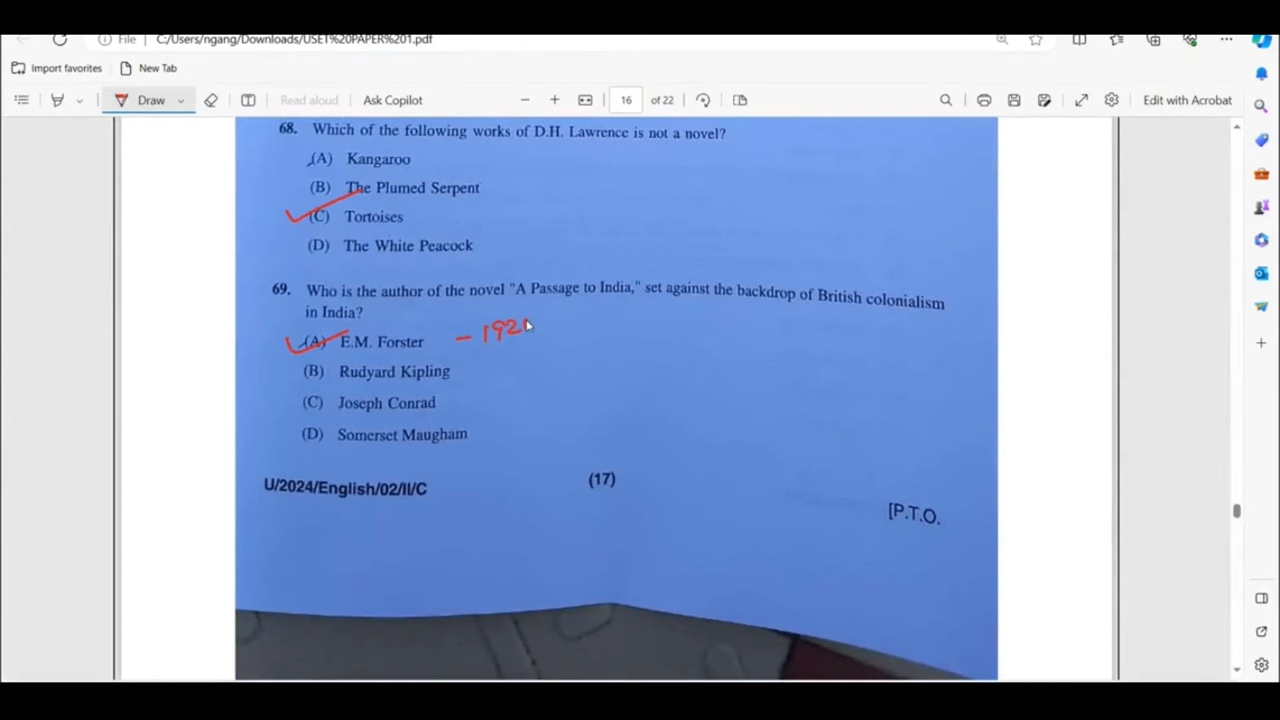 File C:/Users/ngang/Downloads/USET%20PAPER%201.pdf
Import favorites New Tab
Draw Read aloud Ask Copilot 16 of 22 Edit with Acrobat
68. Which of the following works of D.H. Lawrence is not a novel?
(A) Kangaroo
(B) The Plumed Serpent
(C) Tortoises
(D) The White Peacock
69. Who is the author of the novel "A Passage to India," set against the backdrop of British colonialism
in India?
(A) E.M. Forster – 192
(B) Rudyard Kipling
(C) Joseph Conrad
(D) Somerset Maugham
U/2024/English/02/II/C (17) [P.T.O.